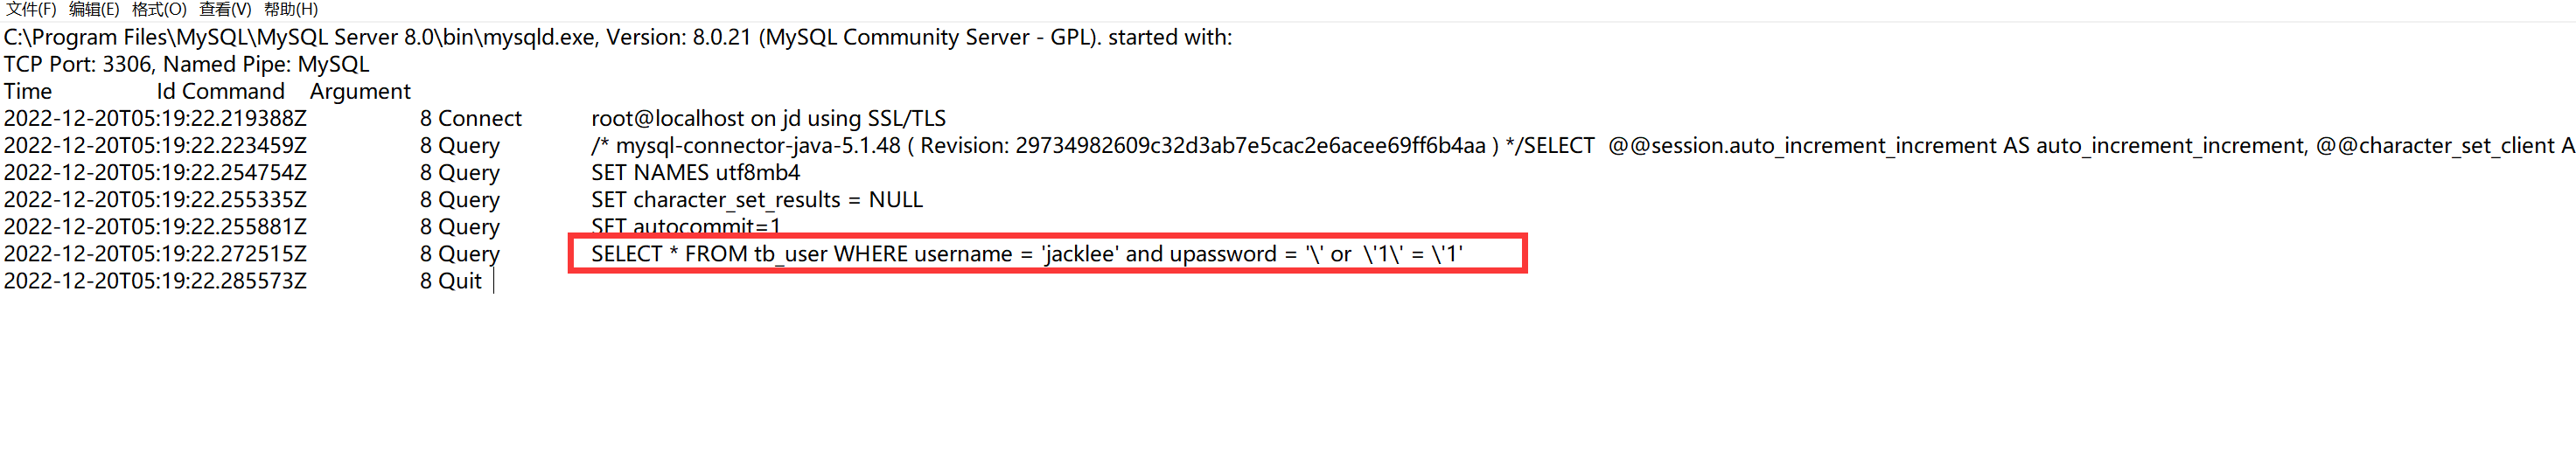 文件(F) 编辑(E) 格式(O) 查看(V) 帮助(H)
C:\Program Files\MySQL\MySQL Server 8.0\bin\mysqld.exe, Version: 8.0.21 (MySQL Community Server - GPL). started with:
TCP Port: 3306, Named Pipe: MySQL
Time Id Command Argument
2022-12-20T05:19:22.219388Z 8 Connect root@localhost on jd using SSL/TLS
2022-12-20T05:19:22.223459Z 8 Query /* mysql-connector-java-5.1.48 ( Revision: 29734982609c32d3ab7e5cac2e6acee69ff6b4aa ) */SELECT @@session.auto_increment_increment AS auto_increment_increment, @@character_set_client A
2022-12-20T05:19:22.254754Z 8 Query SET NAMES utf8mb4
2022-12-20T05:19:22.255335Z 8 Query SET character_set_results = NULL
2022-12-20T05:19:22.255881Z 8 Query SET autocommit=1
2022-12-20T05:19:22.272515Z 8 Query SELECT * FROM tb_user WHERE username = 'jacklee' and upassword = '\' or \'1\' = \'1'
2022-12-20T05:19:22.285573Z 8 Quit